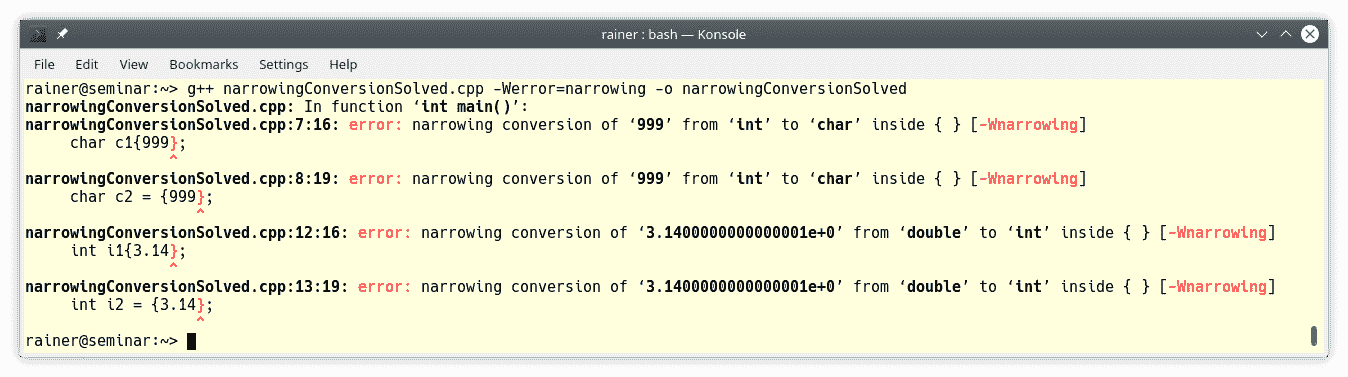 rainer : bash — Konsole
File Edit View Bookmarks Settings Help
rainer@seminar:~> g++ narrowingConversionSolved.cpp -Werror=narrowing -o narrowingConversionSolved
narrowingConversionSolved.cpp: In function ‘int main()’:
narrowingConversionSolved.cpp:7:16: error: narrowing conversion of ‘999’ from ‘int’ to ‘char’ inside { } [-Wnarrowing]
     char c1{999};
                ^
narrowingConversionSolved.cpp:8:19: error: narrowing conversion of ‘999’ from ‘int’ to ‘char’ inside { } [-Wnarrowing]
     char c2 = {999};
                   ^
narrowingConversionSolved.cpp:12:16: error: narrowing conversion of ‘3.1400000000000001e+0’ from ‘double’ to ‘int’ inside { } [-Wnarrowing]
     int i1{3.14};
                ^
narrowingConversionSolved.cpp:13:19: error: narrowing conversion of ‘3.1400000000000001e+0’ from ‘double’ to ‘int’ inside { } [-Wnarrowing]
     int i2 = {3.14};
                   ^
rainer@seminar:~>